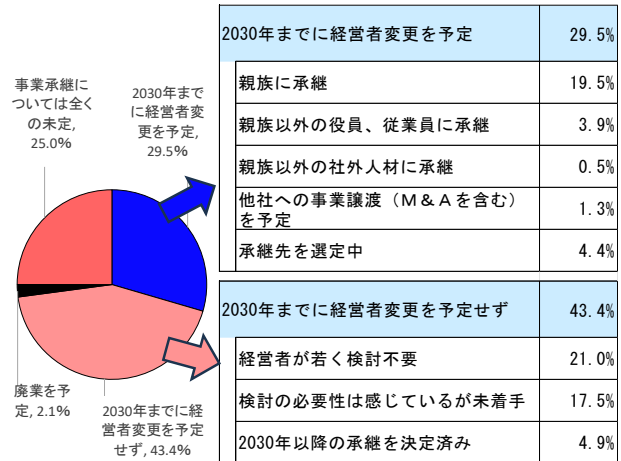 事業承継に
ついては全く
の未定,
25.0%
2030年まで
に経営者変
更を予定,
29.5%
廃業を予
定, 2.1%
2030年までに経
営者変更を予定
せず, 43.4%
2030年までに経営者変更を予定 29.5%
親族に承継 19.5%
親族以外の役員、従業員に承継 3.9%
親族以外の社外人材に承継 0.5%
他社への事業譲渡（M&Aを含む）
を予定 1.3%
承継先を選定中 4.4%
2030年までに経営者変更を予定せず 43.4%
経営者が若く検討不要 21.0%
検討の必要性は感じているが未着手 17.5%
2030年以降の承継を決定済み 4.9%